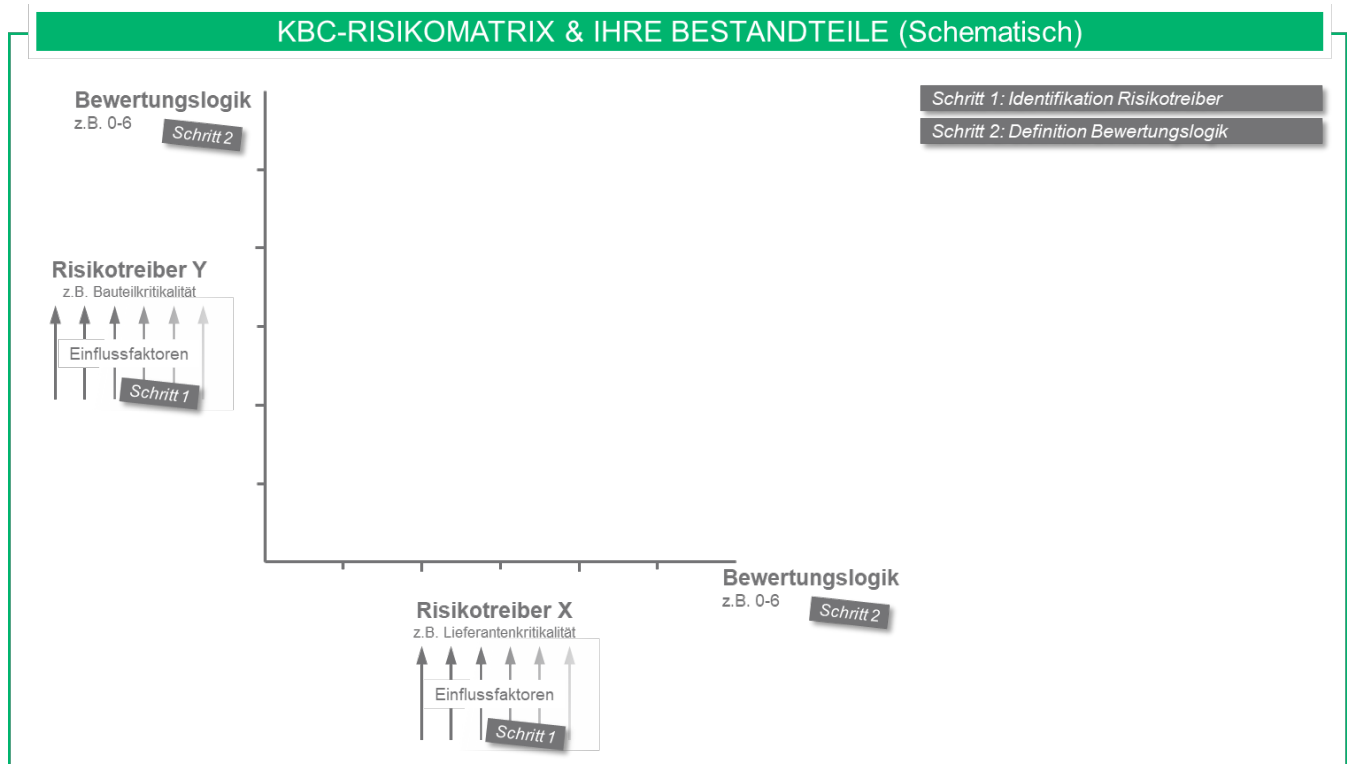 KBC-RISIKOMATRIX & IHRE BESTANDTEILE (Schematisch)
Bewertungslogik
z.B. 0-6
Schritt 2
Schritt 1: Identifikation Risikotreiber
Schritt 2: Definition Bewertungslogik
Risikotreiber Y
z.B. Bauteilkritikalität
Einflussfaktoren
Schritt 1
Bewertungslogik
z.B. 0-6
Schritt 2
Risikotreiber X
z.B. Lieferantenkritikalität
Einflussfaktoren
Schritt 1